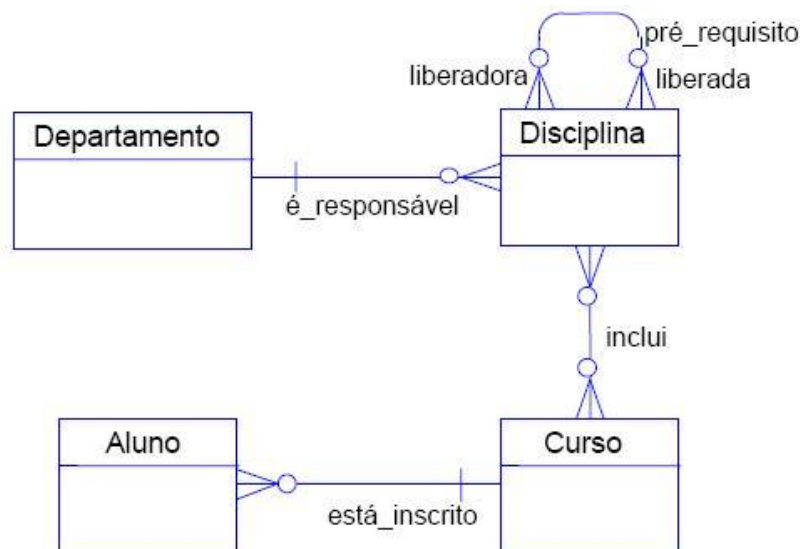 pré_requisito
liberadora
liberada
Departamento
Disciplina
é_responsável
inclui
Aluno
Curso
está_inscrito